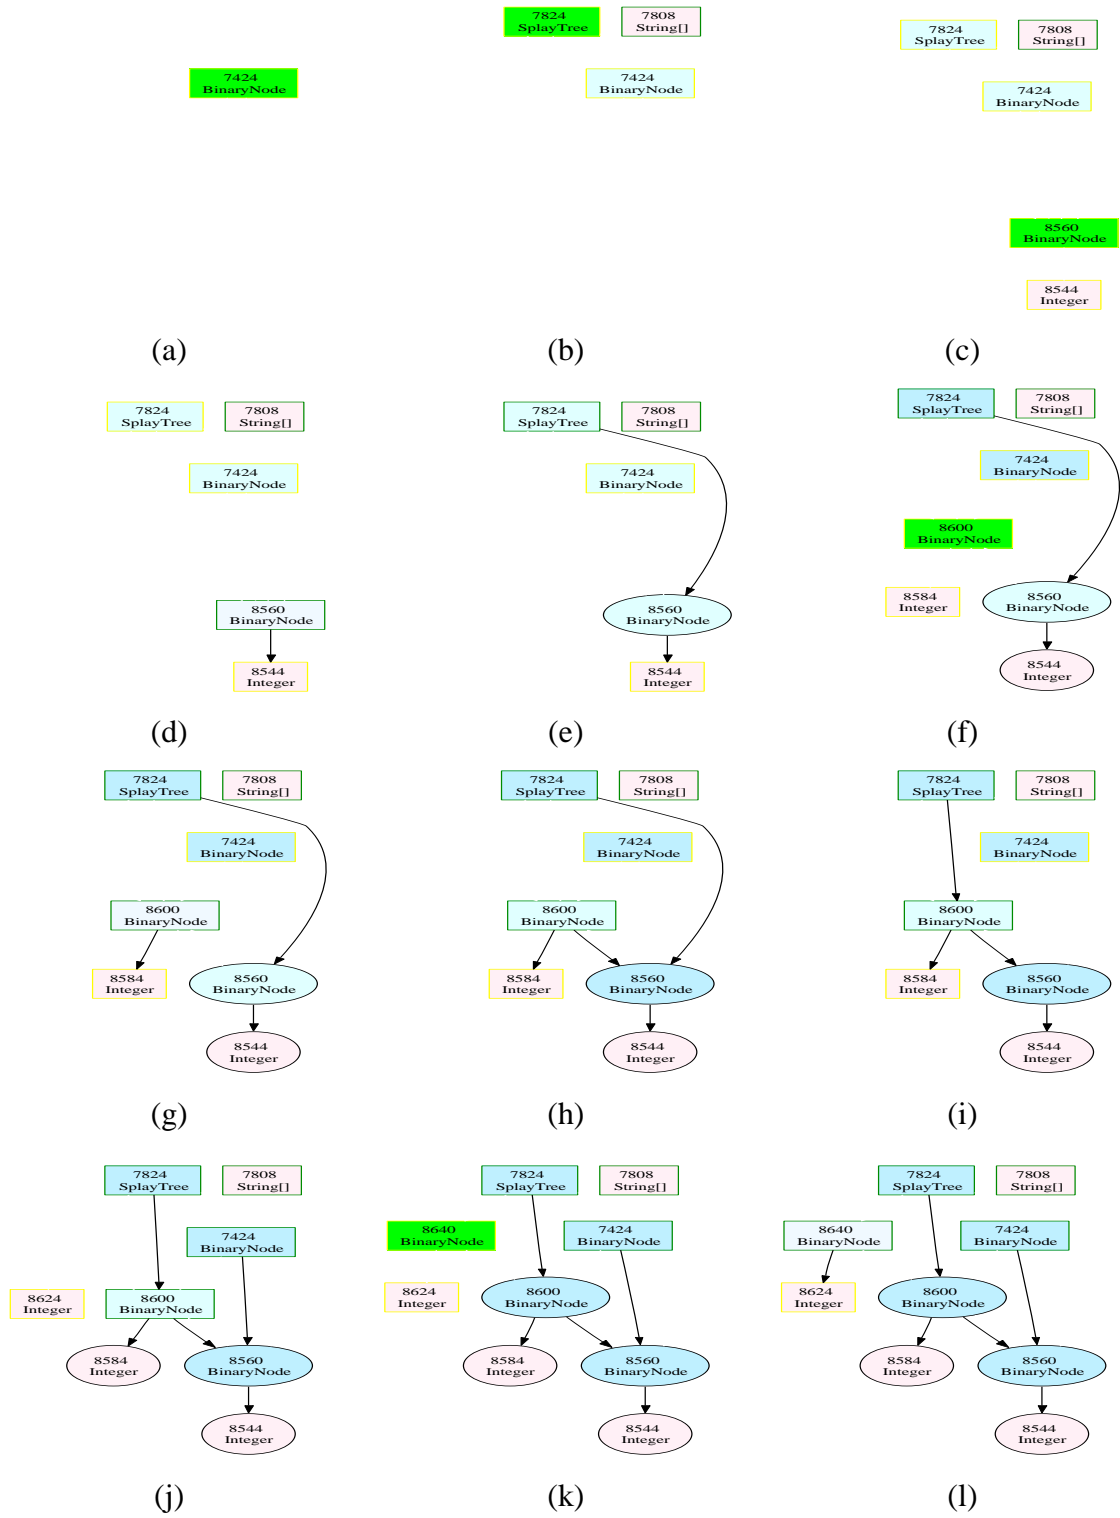 7424
BinaryNode
(a)
7824
SplayTree
7808
String[]
7424
BinaryNode
(b)
7824
SplayTree
7808
String[]
7424
BinaryNode
8560
BinaryNode
8544
Integer
(c)
7824
SplayTree
7808
String[]
7424
BinaryNode
8560
BinaryNode
8544
Integer
(d)
7824
SplayTree
7808
String[]
7424
BinaryNode
8560
BinaryNode
8544
Integer
(e)
7824
SplayTree
7808
String[]
7424
BinaryNode
8600
BinaryNode
8584
Integer
8560
BinaryNode
8544
Integer
(f)
7824
SplayTree
7808
String[]
7424
BinaryNode
8600
BinaryNode
8584
Integer
8560
BinaryNode
8544
Integer
(g)
7824
SplayTree
7808
String[]
7424
BinaryNode
8600
BinaryNode
8584
Integer
8560
BinaryNode
8544
Integer
(h)
7824
SplayTree
7808
String[]
7424
BinaryNode
8600
BinaryNode
8584
Integer
8560
BinaryNode
8544
Integer
(i)
7824
SplayTree
7808
String[]
7424
BinaryNode
8624
Integer
8600
BinaryNode
8584
Integer
8560
BinaryNode
8544
Integer
(j)
7824
SplayTree
7808
String[]
8640
BinaryNode
7424
BinaryNode
8624
Integer
8600
BinaryNode
8584
Integer
8560
BinaryNode
8544
Integer
(k)
7824
SplayTree
7808
String[]
8640
BinaryNode
7424
BinaryNode
8624
Integer
8600
BinaryNode
8584
Integer
8560
BinaryNode
8544
Integer
(l)